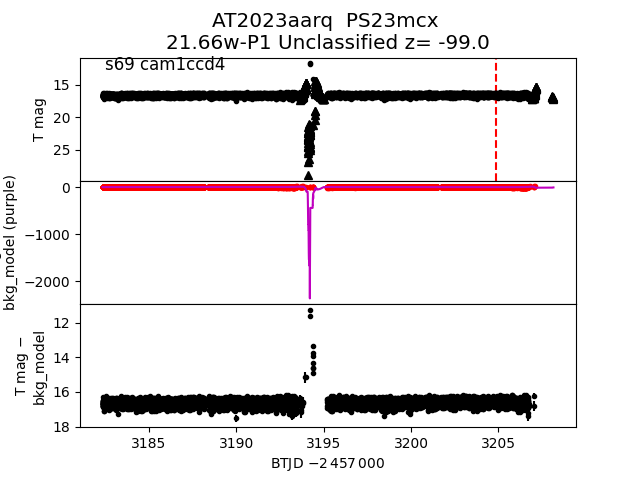 AT2023aarq  PS23mcx
21.66w-P1 Unclassified z= -99.0
s69 cam1ccd4
15
20
25
T mag
0
−1000
−2000
bkg_model (purple)
12
14
16
18
T mag −
bkg_model
3185
3190
3195
3200
3205
BTJD −2 457 000